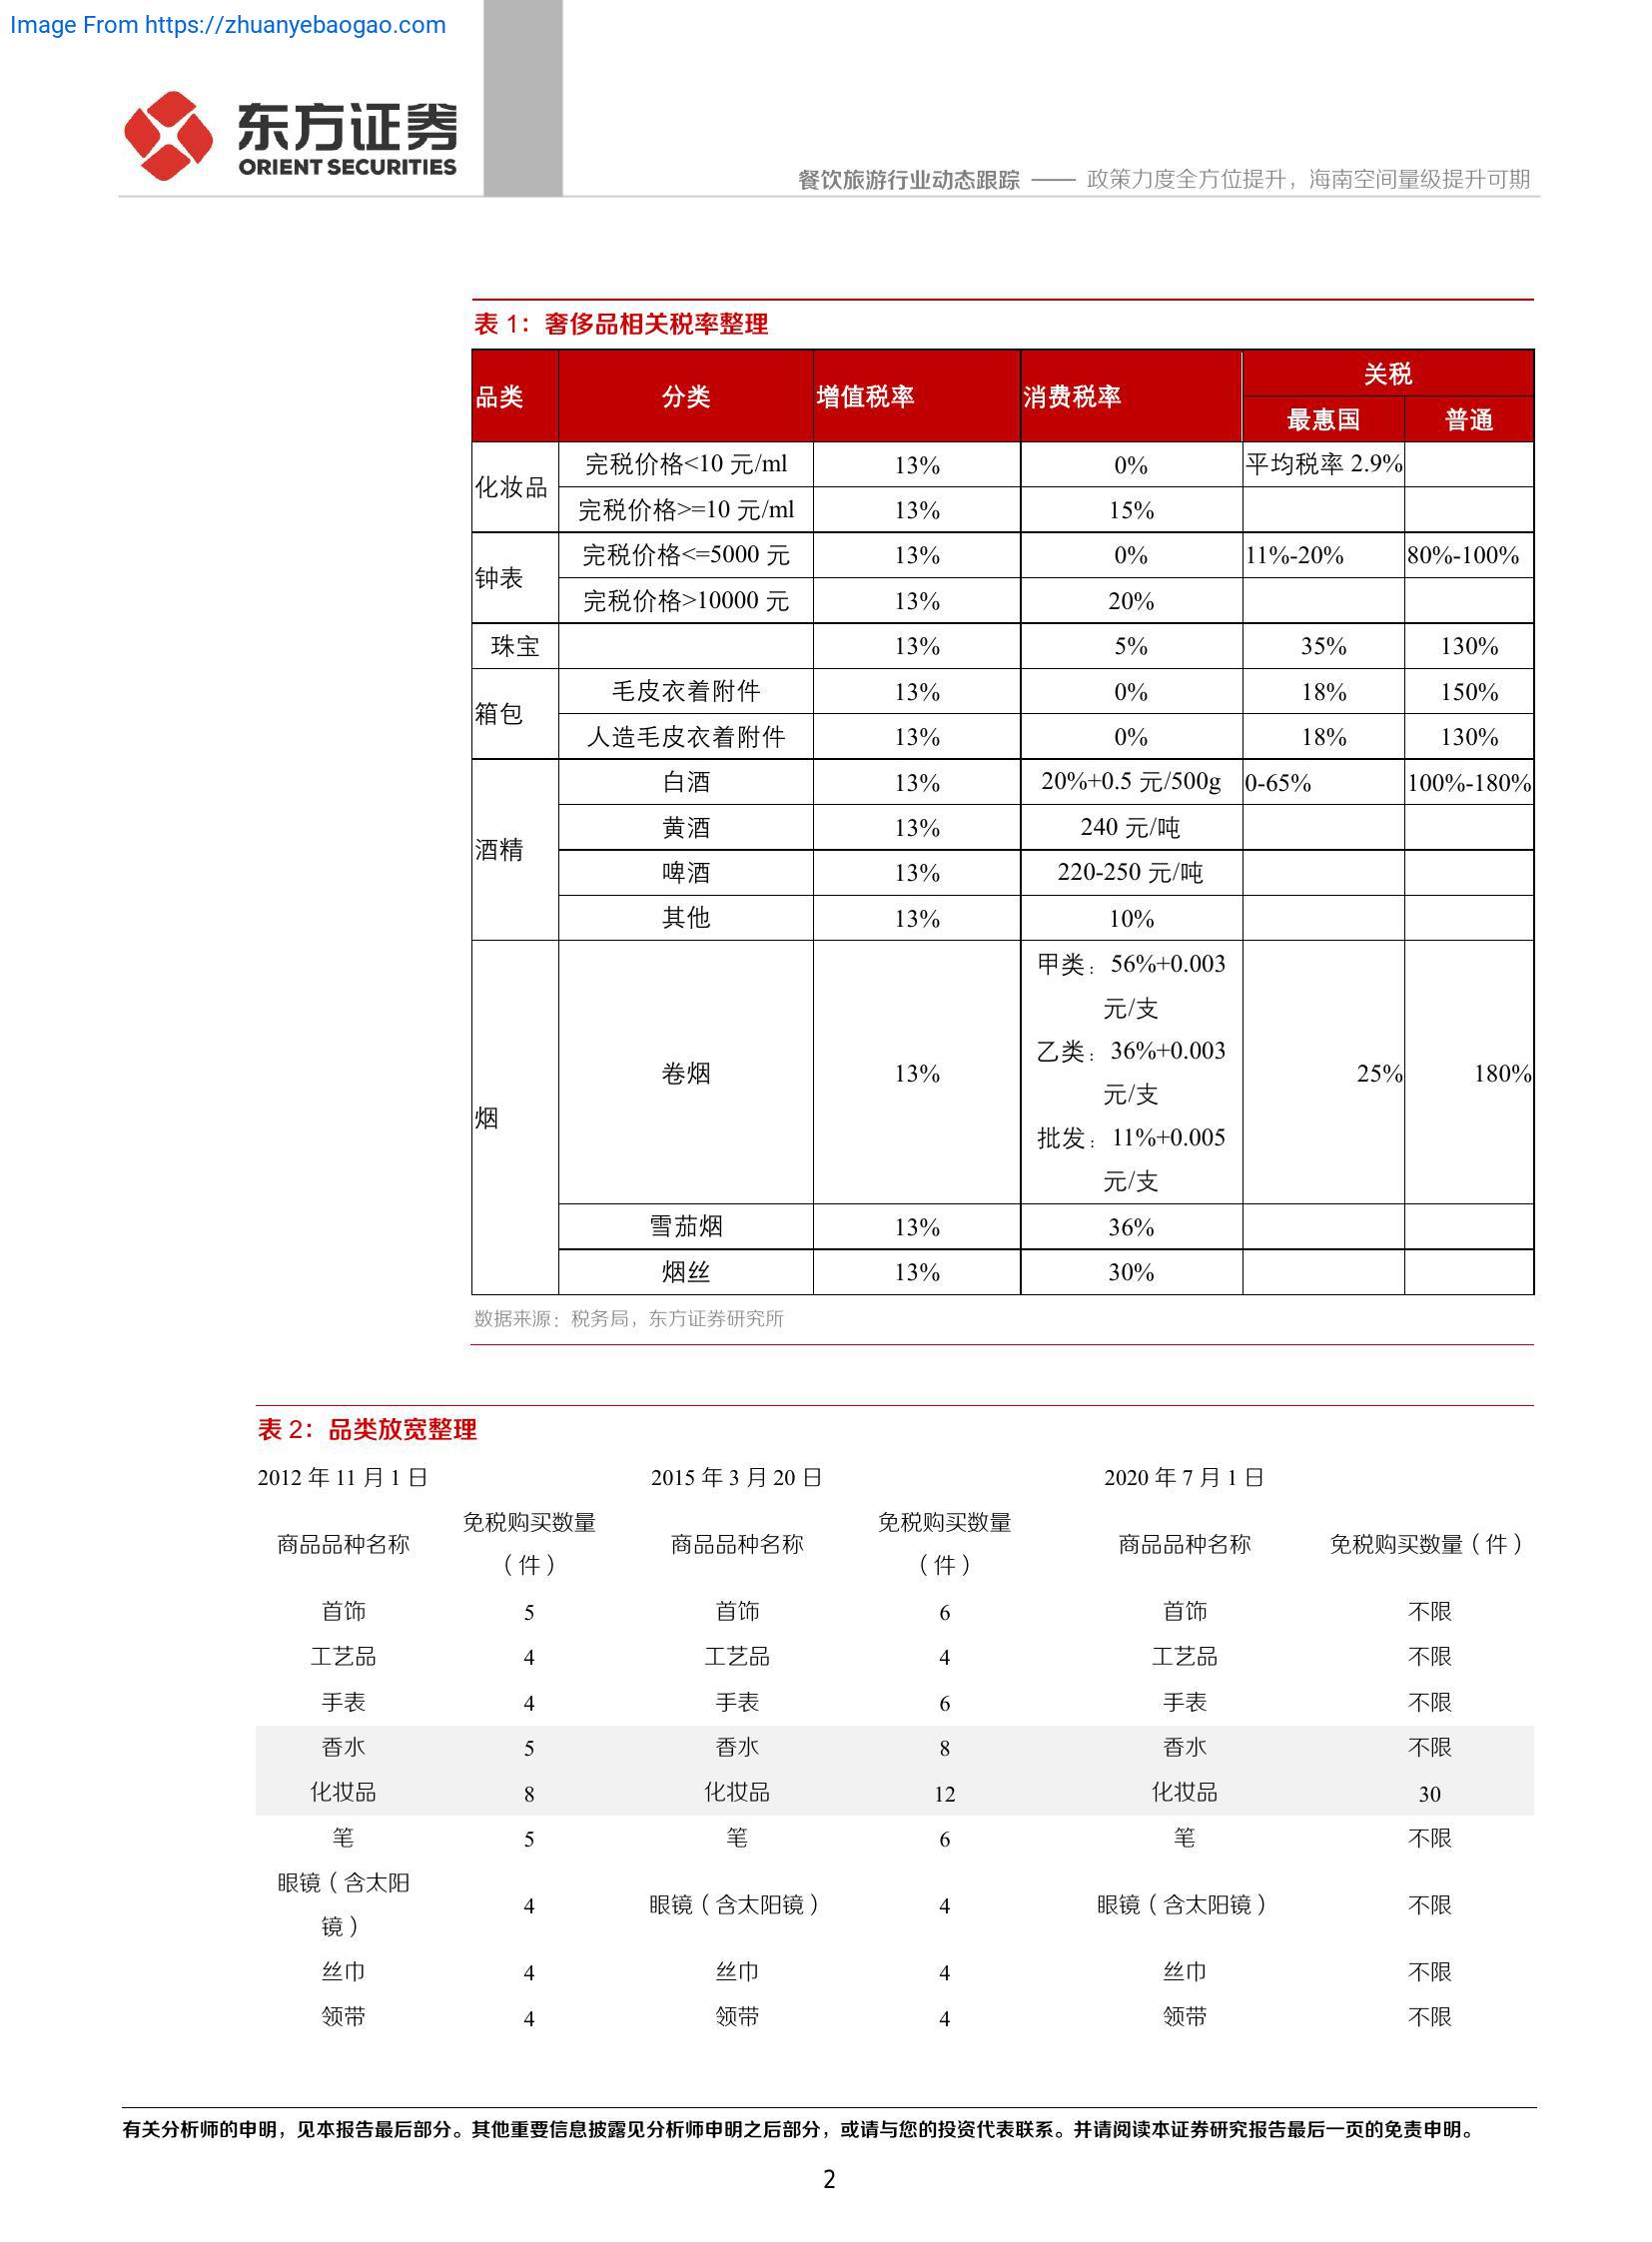 Image From https://zhuanyebaogao.com
东方证券
ORIENT SECURITIES
餐饮旅游行业动态跟踪 —— 政策力度全方位提升，海南空间量级提升可期
表 1：奢侈品相关税率整理
品类 分类 增值税率 消费税率 关税
最惠国 普通
化妆品 完税价格<10 元/ml 13% 0% 平均税率 2.9%
完税价格>=10 元/ml 13% 15%
钟表 完税价格<=5000 元 13% 0% 11%-20% 80%-100%
完税价格>10000 元 13% 20%
珠宝 13% 5% 35% 130%
箱包 毛皮衣着附件 13% 0% 18% 150%
人造毛皮衣着附件 13% 0% 18% 130%
酒精 白酒 13% 20%+0.5 元/500g 0-65% 100%-180%
黄酒 13% 240 元/吨
啤酒 13% 220-250 元/吨
其他 13% 10%
烟 卷烟 13% 甲类：56%+0.003
元/支
乙类：36%+0.003
元/支
批发：11%+0.005
元/支
25% 180%
雪茄烟 13% 36%
烟丝 13% 30%
数据来源：税务局，东方证券研究所
表 2：品类放宽整理
2012 年 11 月 1 日 2015 年 3 月 20 日 2020 年 7 月 1 日
商品品种名称 免税购买数量（件） 商品品种名称 免税购买数量（件） 商品品种名称 免税购买数量（件）
首饰 5 首饰 6 首饰 不限
工艺品 4 工艺品 4 工艺品 不限
手表 4 手表 6 手表 不限
香水 5 香水 8 香水 不限
化妆品 8 化妆品 12 化妆品 30
笔 5 笔 6 笔 不限
眼镜（含太阳镜） 4 眼镜（含太阳镜） 4 眼镜（含太阳镜） 不限
丝巾 4 丝巾 4 丝巾 不限
领带 4 领带 4 领带 不限
有关分析师的申明，见本报告最后部分。其他重要信息披露见分析师申明之后部分，或请与您的投资代表联系。并请阅读本证券研究报告最后一页的免责申明。
2